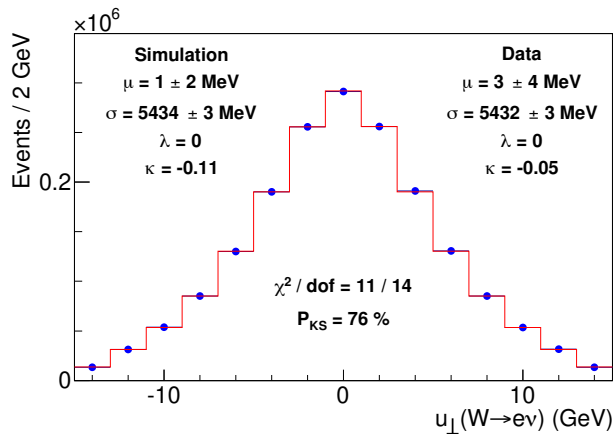 ×10⁶
Events / 2 GeV
Simulation
μ = 1 ± 2 MeV
σ = 5434 ± 3 MeV
λ = 0
κ = -0.11
Data
μ = 3 ± 4 MeV
σ = 5432 ± 3 MeV
λ = 0
κ = -0.05
χ² / dof = 11 / 14
P_KS = 76 %
0.2
0
-10 0 10
u⊥(W→eν) (GeV)